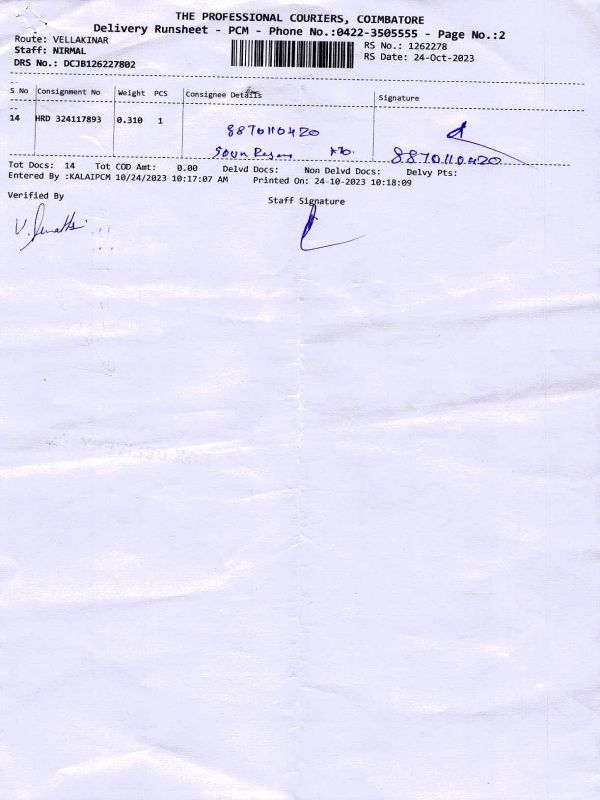 THE PROFESSIONAL COURIERS, COIMBATORE
Delivery Runsheet - PCM - Phone No.:0422-3505555 - Page No.:2
Route: VELLAKINAR
Staff: NIRMAL
DRS No.: DCJB126227802
RS No.: 1262278
RS Date: 24-Oct-2023
S No Consignment No Weight PCS Consignee Details Signature
14 HRD 324117893 0.310 1
8870110420
8870110420
Tot Docs: 14 Tot COD Amt: 0.00 Delvd Docs: Non Delvd Docs: Delvy Pts:
Entered By :KALAIPCM 10/24/2023 10:17:07 AM Printed On: 24-10-2023 10:18:09
Verified By Staff Signature